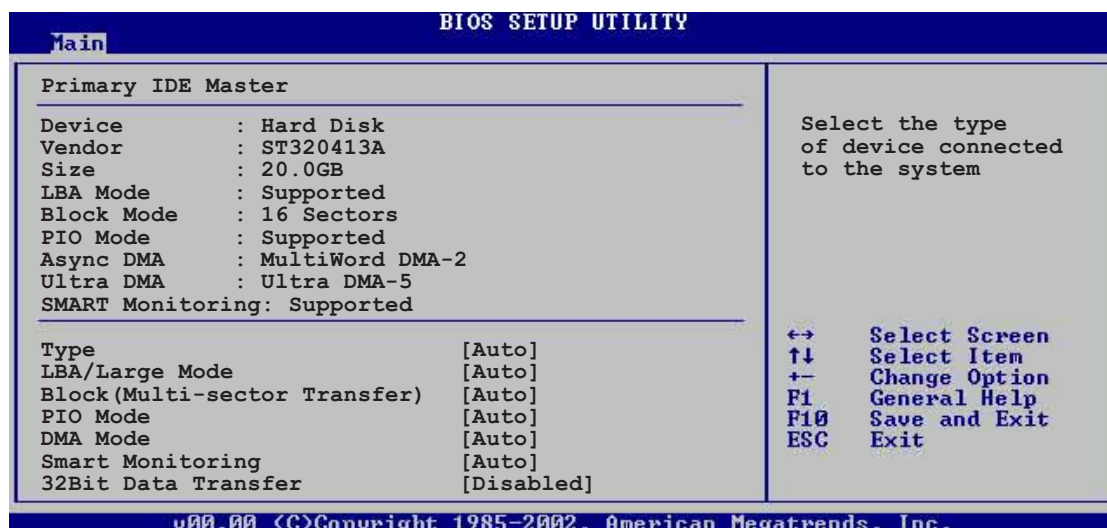 BIOS SETUP UTILITY
Main
Primary IDE Master
Device : Hard Disk
Vendor : ST320413A
Size : 20.0GB
LBA Mode : Supported
Block Mode : 16 Sectors
PIO Mode : Supported
Async DMA : MultiWord DMA-2
Ultra DMA : Ultra DMA-5
SMART Monitoring: Supported
Type [Auto]
LBA/Large Mode [Auto]
Block(Multi-sector Transfer) [Auto]
PIO Mode [Auto]
DMA Mode [Auto]
Smart Monitoring [Auto]
32Bit Data Transfer [Disabled]
Select the type
of device connected
to the system
←→ Select Screen
↑↓ Select Item
+- Change Option
F1 General Help
F10 Save and Exit
ESC Exit
v00.00 (C)Copyright 1985-2002, American Megatrends, Inc.